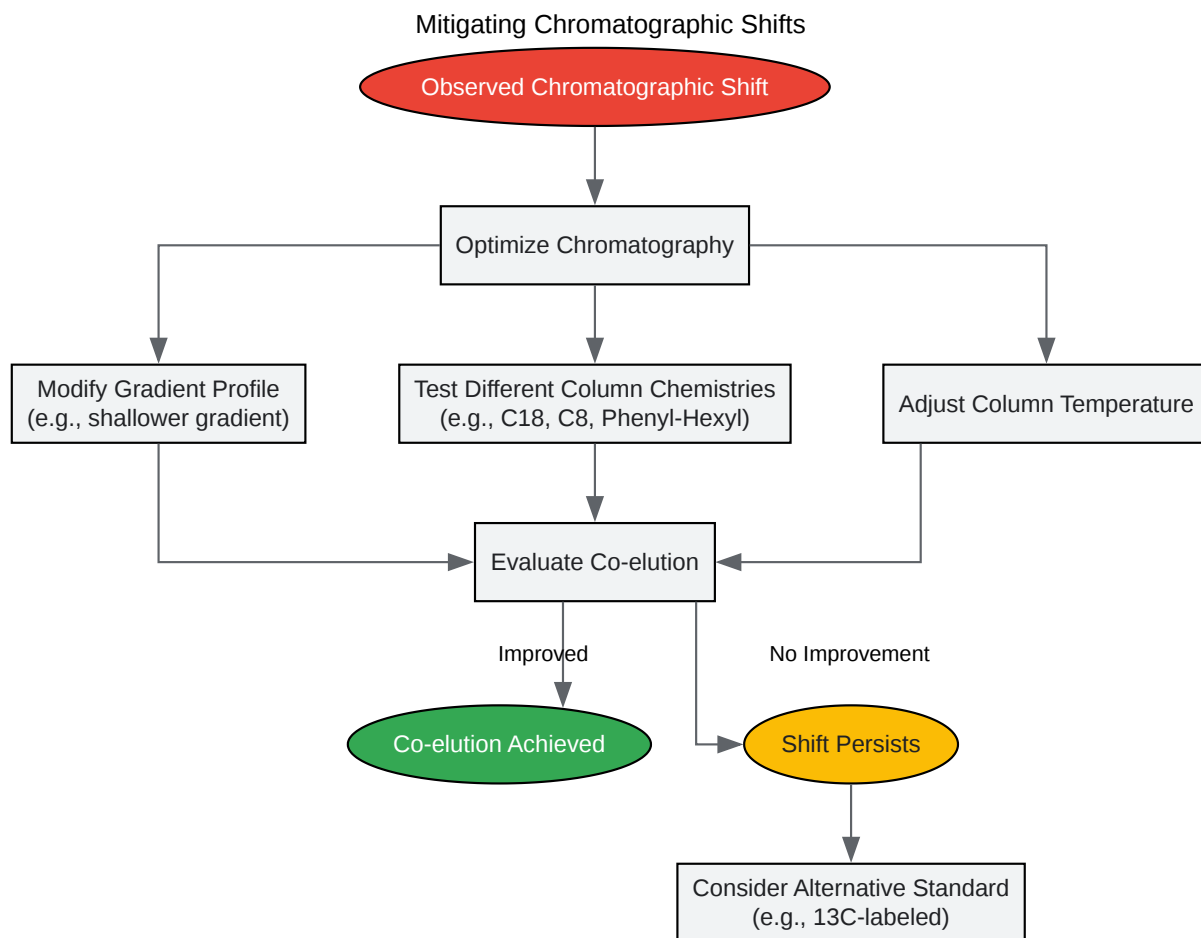 Mitigating Chromatographic Shifts
Observed Chromatographic Shift
Optimize Chromatography
Modify Gradient Profile
(e.g., shallower gradient)
Test Different Column Chemistries
(e.g., C18, C8, Phenyl-Hexyl)
Adjust Column Temperature
Evaluate Co-elution
Improved
No Improvement
Co-elution Achieved
Shift Persists
Consider Alternative Standard
(e.g., 13C-labeled)